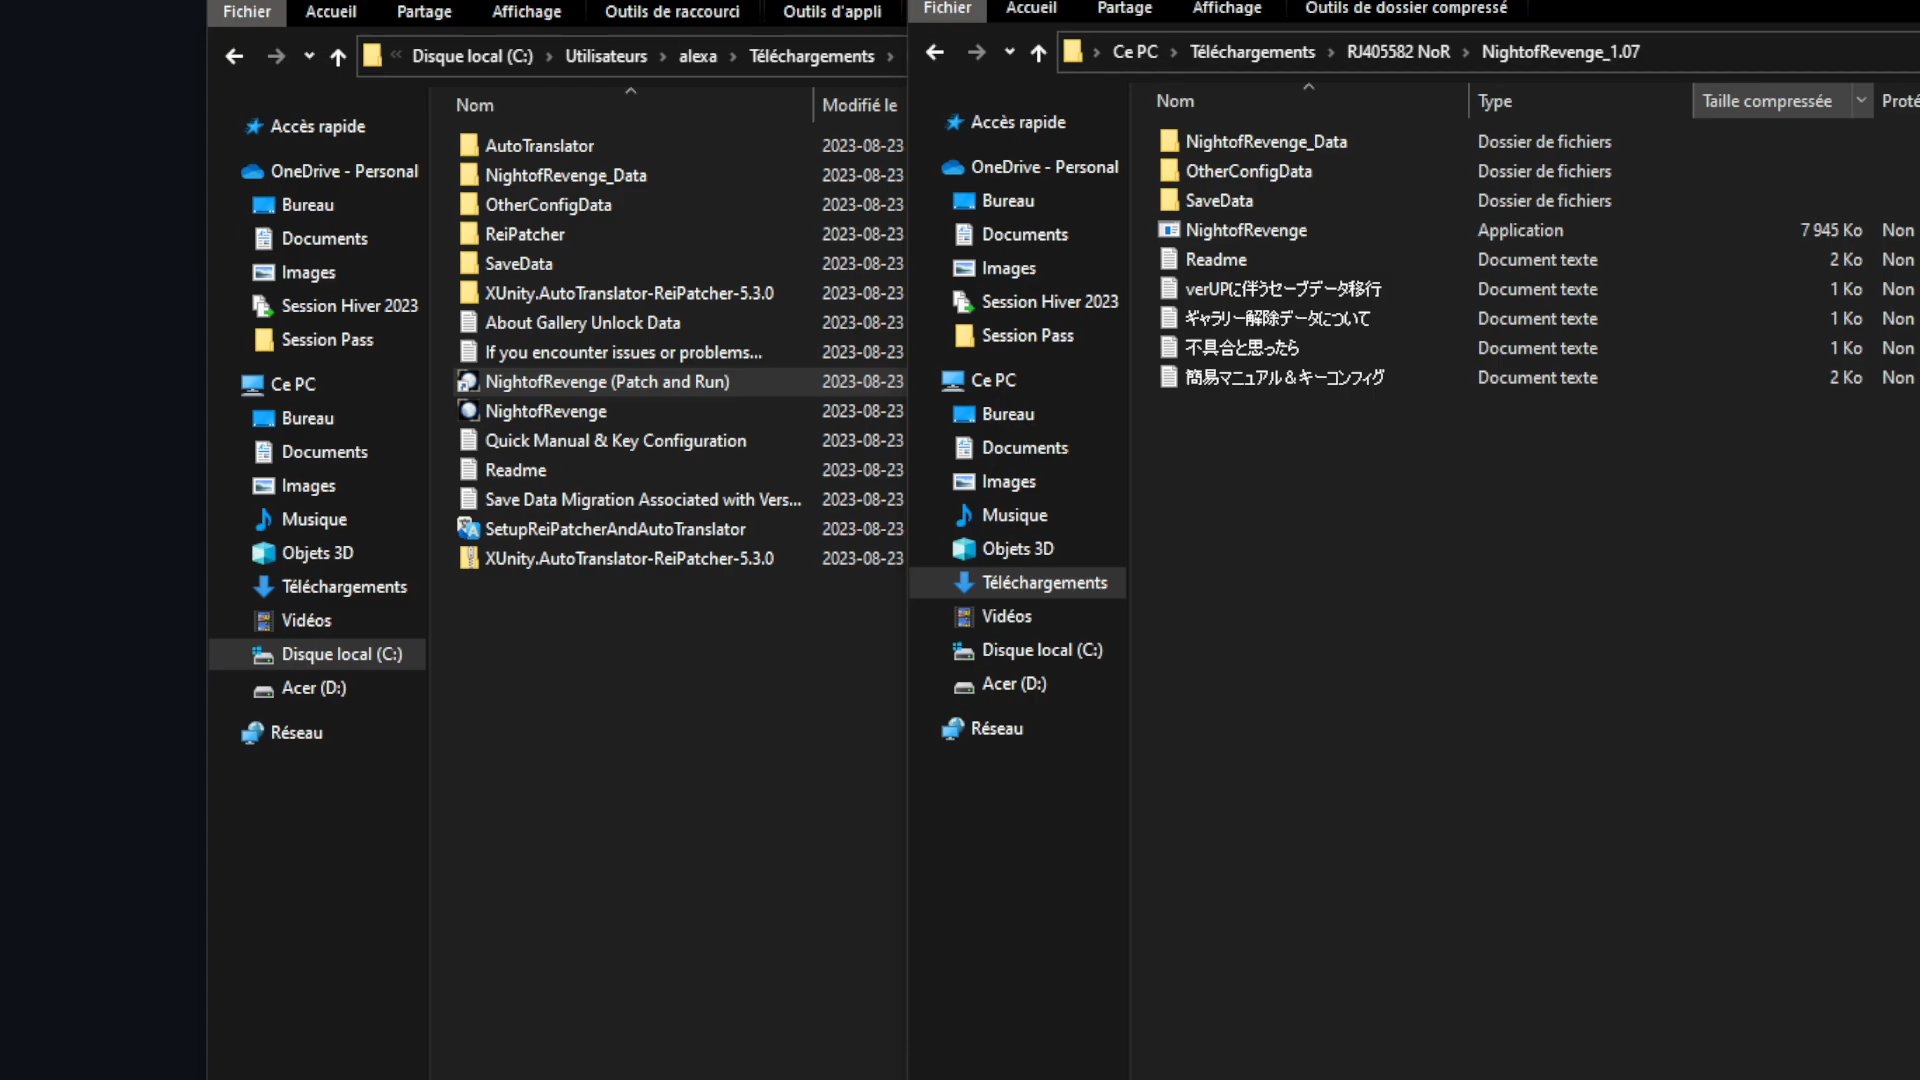 Fichier Accueil Partage Affichage Outils de raccourci Outils d'appli
« Disque local (C:) › Utilisateurs › alexa › Téléchargements ›
Accès rapide
OneDrive - Personal
Bureau
Documents
Images
Session Hiver 2023
Session Pass
Ce PC
Bureau
Documents
Images
Musique
Objets 3D
Téléchargements
Vidéos
Disque local (C:)
Acer (D:)
Réseau
Nom Modifié le
AutoTranslator 2023-08-23
NightofRevenge_Data 2023-08-23
OtherConfigData 2023-08-23
ReiPatcher 2023-08-23
SaveData 2023-08-23
XUnity.AutoTranslator-ReiPatcher-5.3.0 2023-08-23
About Gallery Unlock Data 2023-08-23
If you encounter issues or problems... 2023-08-23
NightofRevenge (Patch and Run) 2023-08-23
NightofRevenge 2023-08-23
Quick Manual & Key Configuration 2023-08-23
Readme 2023-08-23
Save Data Migration Associated with Vers... 2023-08-23
SetupReiPatcherAndAutoTranslator 2023-08-23
XUnity.AutoTranslator-ReiPatcher-5.3.0 2023-08-23
Fichier Accueil Partage Affichage Outils de dossier compressé
› Ce PC › Téléchargements › RJ405582 NoR › NightofRevenge_1.07
Accès rapide
OneDrive - Personal
Bureau
Documents
Images
Session Hiver 2023
Session Pass
Ce PC
Bureau
Documents
Images
Musique
Objets 3D
Téléchargements
Vidéos
Disque local (C:)
Acer (D:)
Réseau
Nom Type Taille compressée Proté
NightofRevenge_Data Dossier de fichiers
OtherConfigData Dossier de fichiers
SaveData Dossier de fichiers
NightofRevenge Application 7 945 Ko Non
Readme Document texte 2 Ko Non
verUPに伴うセーブデータ移行 Document texte 1 Ko Non
ギャラリー解除データについて Document texte 1 Ko Non
不具合と思ったら Document texte 1 Ko Non
簡易マニュアル＆キーコンフィグ Document texte 2 Ko Non